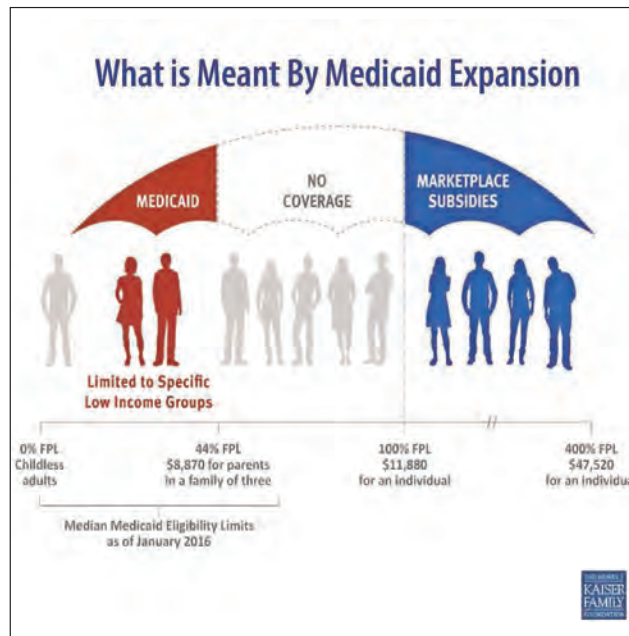 What is Meant By Medicaid Expansion
MEDICAID
NO
COVERAGE
MARKETPLACE
SUBSIDIES
Limited to Specific
Low Income Groups
0% FPL
Childless
adults
44% FPL
$8,870 for parents
in a family of three
100% FPL
$11,880
for an individual
400% FPL
$47,520
for an individua
Median Medicaid Eligibility Limits
as of January 2016
KAISER
FAMILY
FOUNDATION